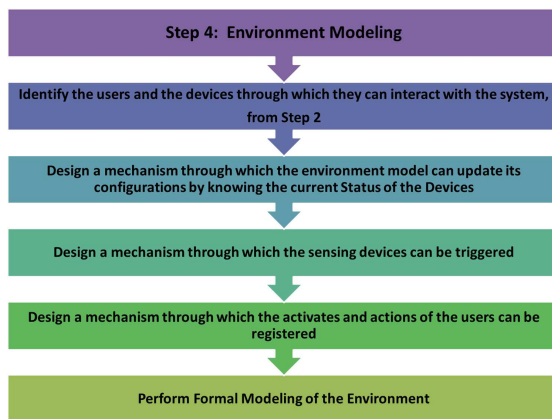 Step 4:  Environment Modeling
Identify the users and the devices through which they can interact with the system,
from Step 2
Design a mechanism through which the environment model can update its
configurations by knowing the current Status of the Devices
Design a mechanism through which the sensing devices can be triggered
Design a mechanism through which the activates and actions of the users can be
registered
Perform Formal Modeling of the Environment